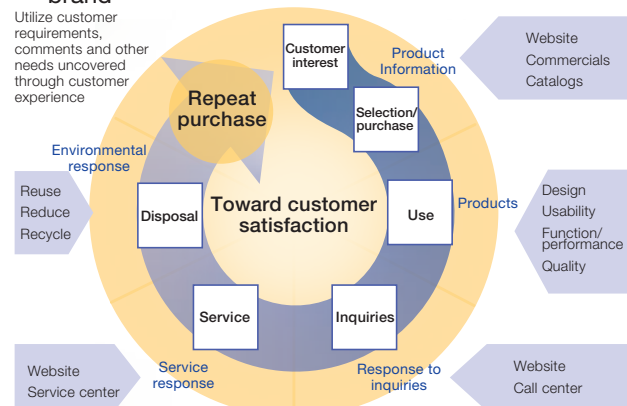 brand
Utilize customer
requirements,
comments and other
needs uncovered
through customer
experience
Customer
interest
Product
Information
Website
Commercials
Catalogs
Repeat
purchase
Selection/
purchase
Environmental
response
Reuse
Reduce
Recycle
Disposal
Toward customer
satisfaction
Use
Products
Design
Usability
Function/
performance
Quality
Service
Inquiries
Website
Service center
Service
response
Response to
inquiries
Website
Call center